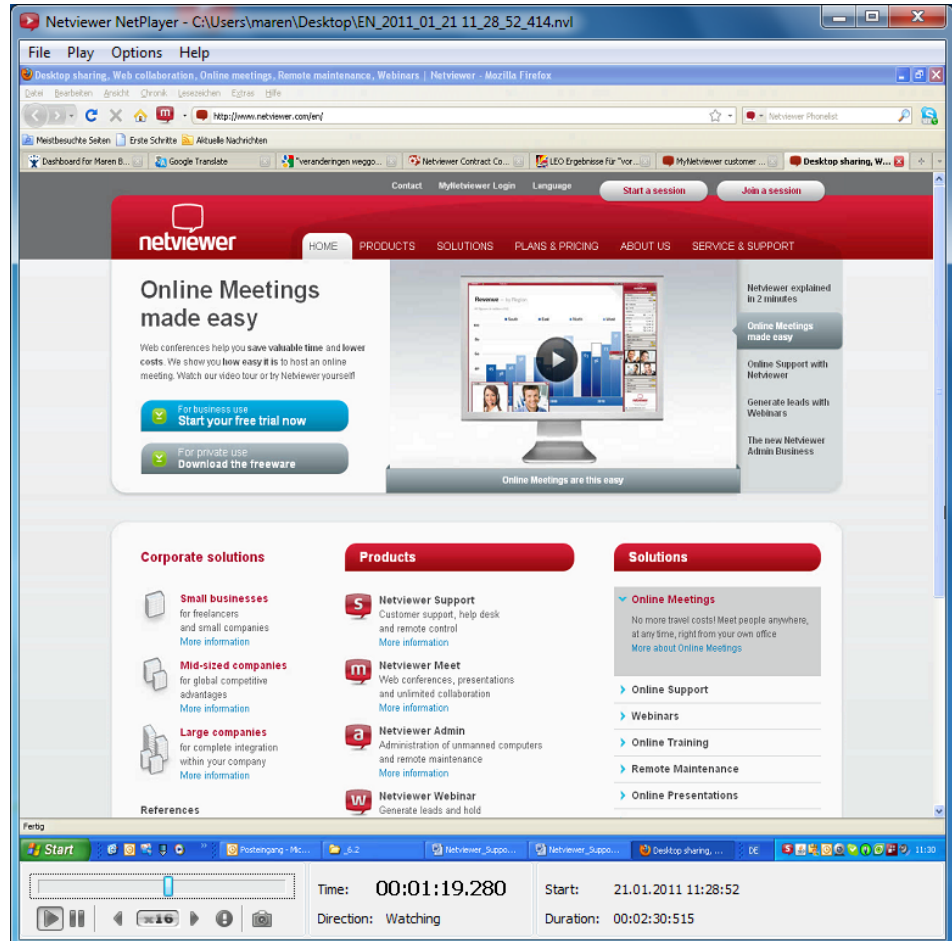 Netviewer NetPlayer - C:\Users\maren\Desktop\EN_2011_01_21 11_28_52_414.nvl
File Play Options Help
Desktop sharing, Web collaboration, Online meetings, Remote maintenance, Webinars | Netviewer - Mozilla Firefox
Datei Bearbeiten Ansicht Chronik Lesezeichen Extras Hilfe
http://www.netviewer.com/en/
Netviewer Phonelist
Meistbesuchte Seiten Erste Schritte Aktuelle Nachrichten
Dashboard for Maren B... Google Translate "veranderingen weggo... Netviewer Contract Co... LEO Ergebnisse für "vor... MyNetviewer customer ... Desktop sharing, W...
Contact MyNetviewer Login Language Start a session Join a session
netviewer
HOME PRODUCTS SOLUTIONS PLANS & PRICING ABOUT US SERVICE & SUPPORT
Online Meetings
made easy
Web conferences help you save valuable time and lower
costs. We show you how easy it is to host an online
meeting. Watch our video tour or try Netviewer yourself!
For business use
Start your free trial now
For private use
Download the freeware
Revenue
Online Meetings are this easy
Netviewer explained
in 2 minutes
Online Meetings
made easy
Online Support with
Netviewer
Generate leads with
Webinars
The new Netviewer
Admin Business
Corporate solutions
Small businesses
for freelancers
and small companies
More information
Mid-sized companies
for global competitive
advantages
More information
Large companies
for complete integration
within your company
More information
References
Products
S
Netviewer Support
Customer support, help desk
and remote control
More information
m
Netviewer Meet
Web conferences, presentations
and unlimited collaboration
More information
a
Netviewer Admin
Administration of unmanned computers
and remote maintenance
More information
w
Netviewer Webinar
Generate leads and hold
Solutions
Online Meetings
No more travel costs! Meet people anywhere,
at any time, right from your own office
More about Online Meetings
Online Support
Webinars
Online Training
Remote Maintenance
Online Presentations
Fertig
Start Posteingang - Mic... _6.2 Netviewer_Suppo... Netviewer_Suppo... Desktop sharing, ... DE 11:30
Time: 00:01:19.280 Start: 21.01.2011 11:28:52
x16 Direction: Watching Duration: 00:02:30:515